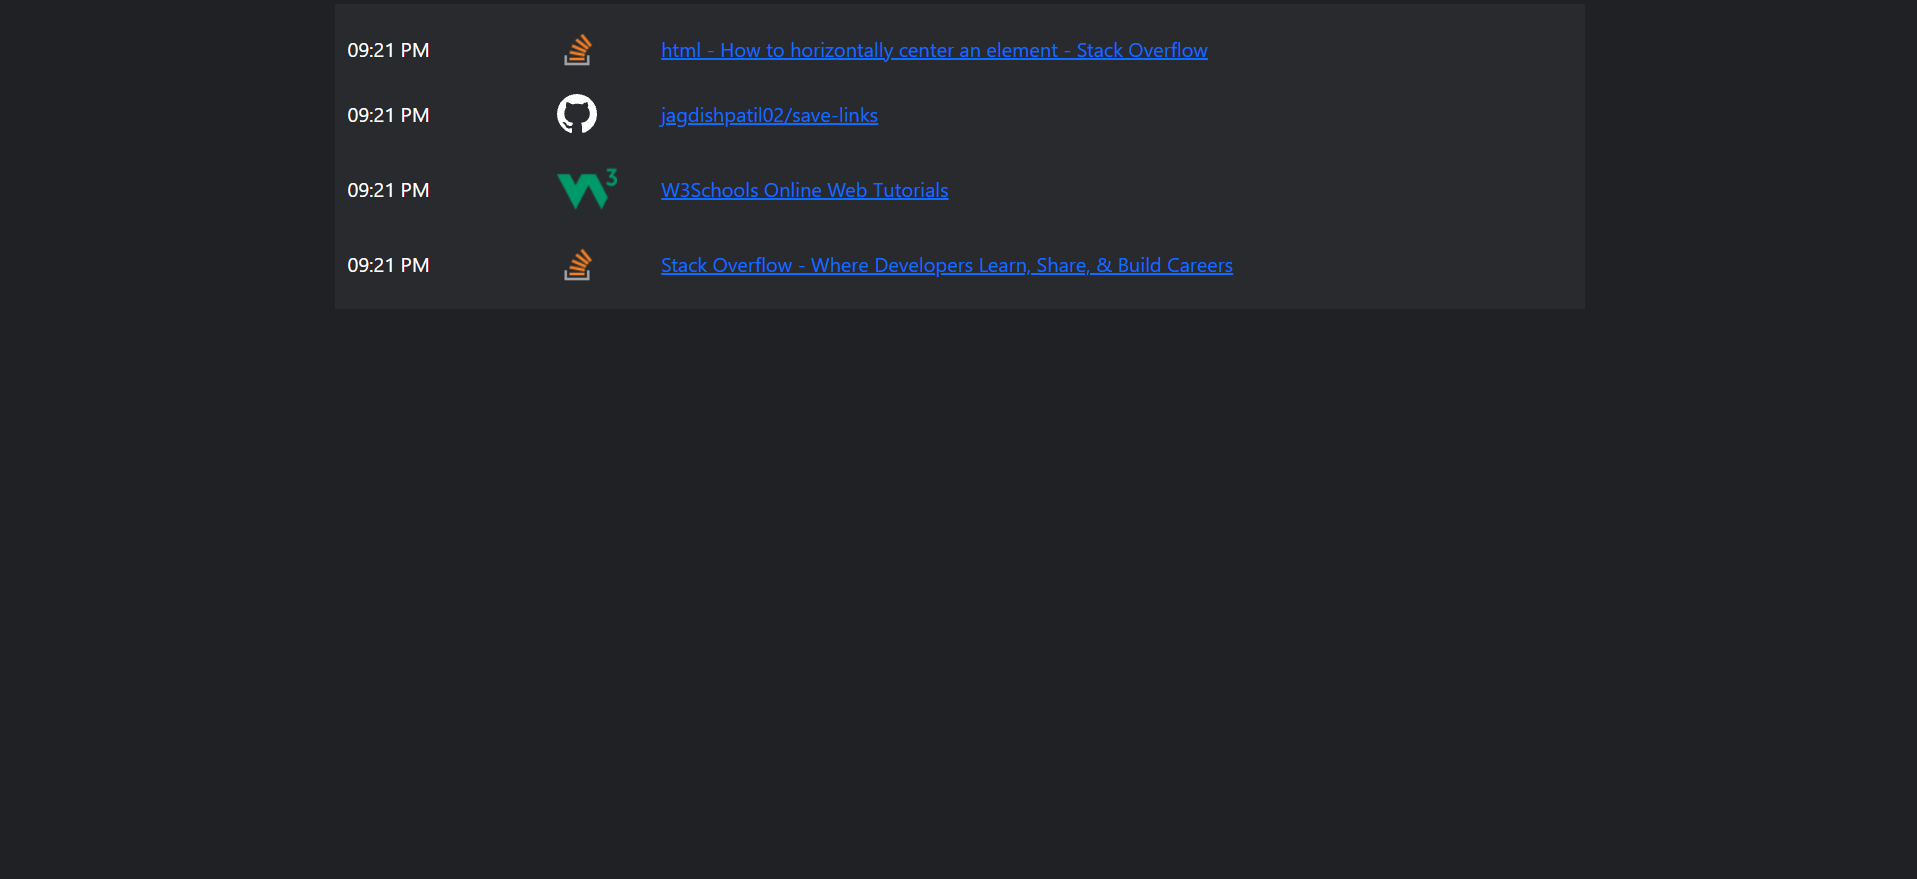 09:21 PM html - How to horizontally center an element - Stack Overflow
09:21 PM jagdishpatil02/save-links
09:21 PM W3 W3Schools Online Web Tutorials
09:21 PM Stack Overflow - Where Developers Learn, Share, & Build Careers